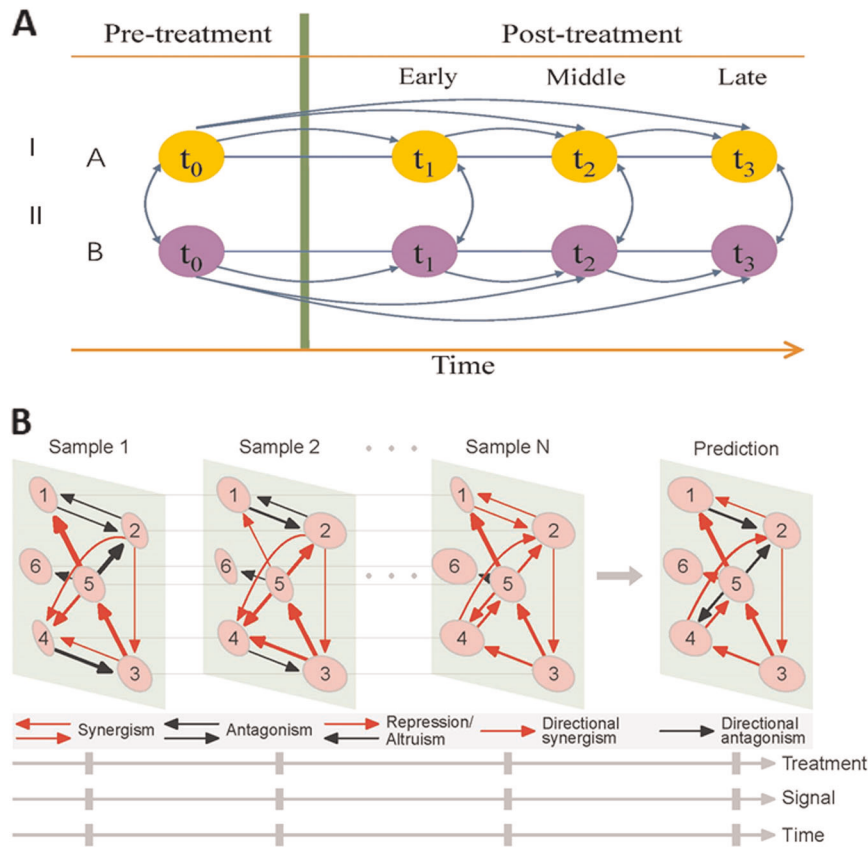 A
Pre-treatment Post-treatment
Early Middle Late
I A t0 t1 t2 t3
II
B t0 t1 t2 t3
Time
B
Sample 1 Sample 2 . . . . Sample N Prediction
1 2 6 5 4 3
1 2 6 5 4 3
1 2 6 5 4 3
1 2 6 5 4 3
Synergism Antagonism Repression/ Directional Directional
Altruism synergism antagonism
Treatment
Signal
Time